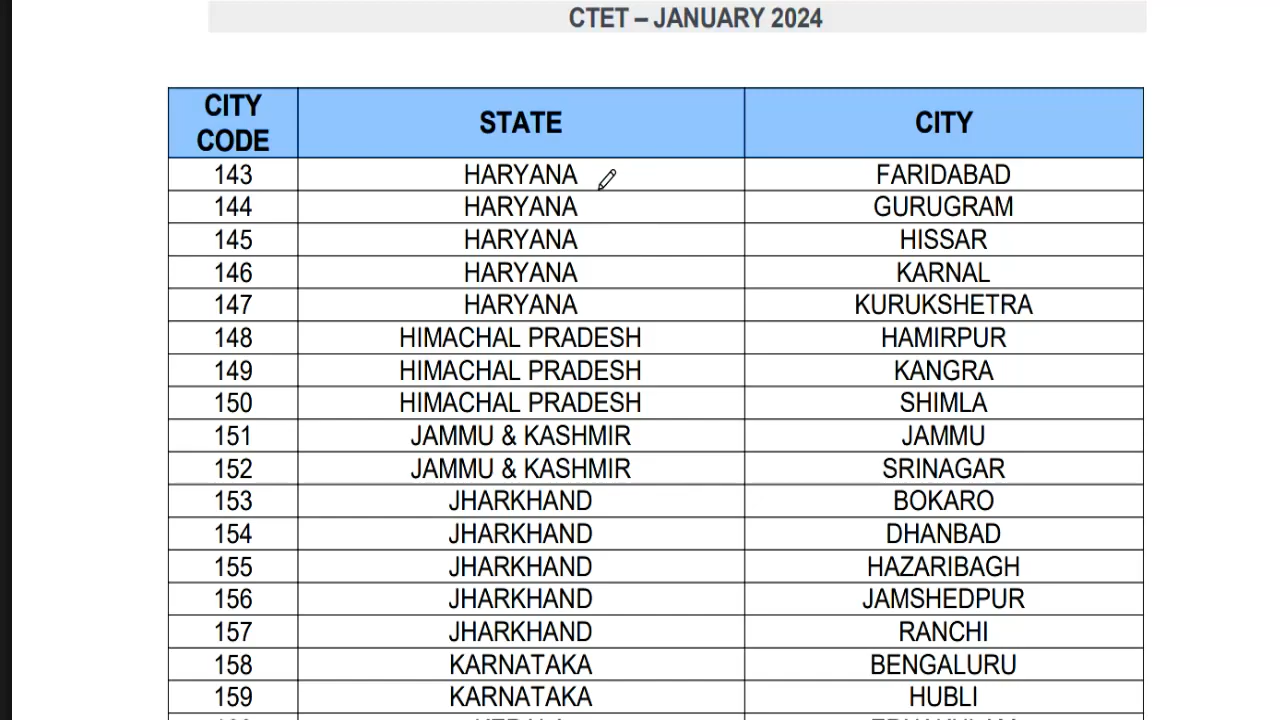 CTET – JANUARY 2024
CITY CODE STATE CITY
143 HARYANA FARIDABAD
144 HARYANA GURUGRAM
145 HARYANA HISSAR
146 HARYANA KARNAL
147 HARYANA KURUKSHETRA
148 HIMACHAL PRADESH HAMIRPUR
149 HIMACHAL PRADESH KANGRA
150 HIMACHAL PRADESH SHIMLA
151 JAMMU & KASHMIR JAMMU
152 JAMMU & KASHMIR SRINAGAR
153 JHARKHAND BOKARO
154 JHARKHAND DHANBAD
155 JHARKHAND HAZARIBAGH
156 JHARKHAND JAMSHEDPUR
157 JHARKHAND RANCHI
158 KARNATAKA BENGALURU
159 KARNATAKA HUBLI